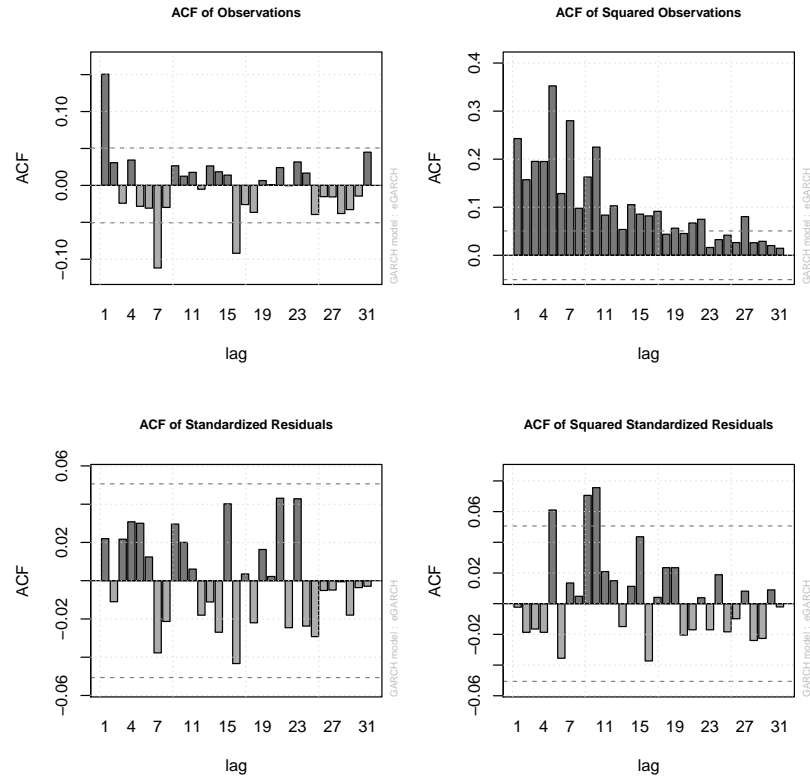 ACF of Observations
ACF
0.10
0.00
−0.10
1 4 7 11 15 19 23 27 31
lag
GARCH model : eGARCH
ACF of Squared Observations
ACF
0.4
0.3
0.2
0.1
0.0
1 4 7 11 15 19 23 27 31
lag
GARCH model : eGARCH
ACF of Standardized Residuals
ACF
0.06
0.02
−0.02
−0.06
1 4 7 11 15 19 23 27 31
lag
GARCH model : eGARCH
ACF of Squared Standardized Residuals
ACF
0.06
0.02
−0.02
−0.06
1 4 7 11 15 19 23 27 31
lag
GARCH model : eGARCH